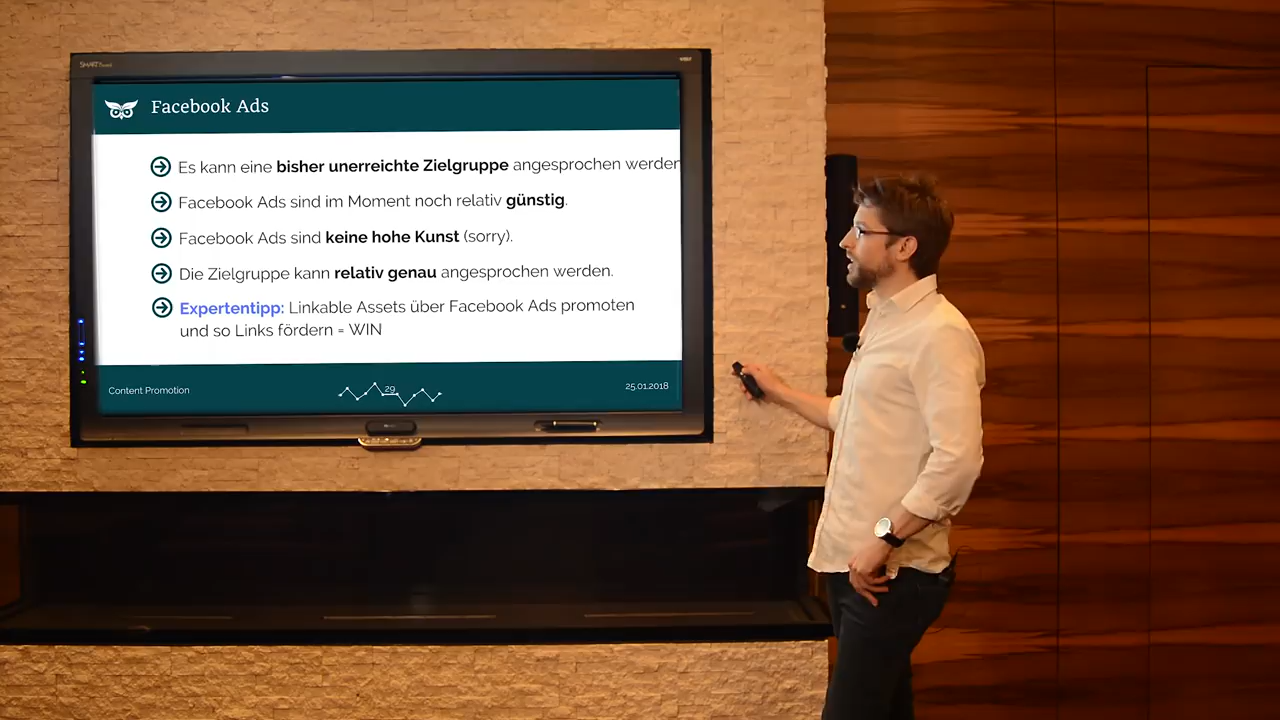 SMART
Facebook Ads
Es kann eine bisher unerreichte Zielgruppe angesprochen werden
Facebook Ads sind im Moment noch relativ günstig.
Facebook Ads sind keine hohe Kunst (sorry).
Die Zielgruppe kann relativ genau angesprochen werden.
Expertentipp: Linkable Assets über Facebook Ads promoten
und so Links fördern = WIN
Content Promotion
29
25.01.2018